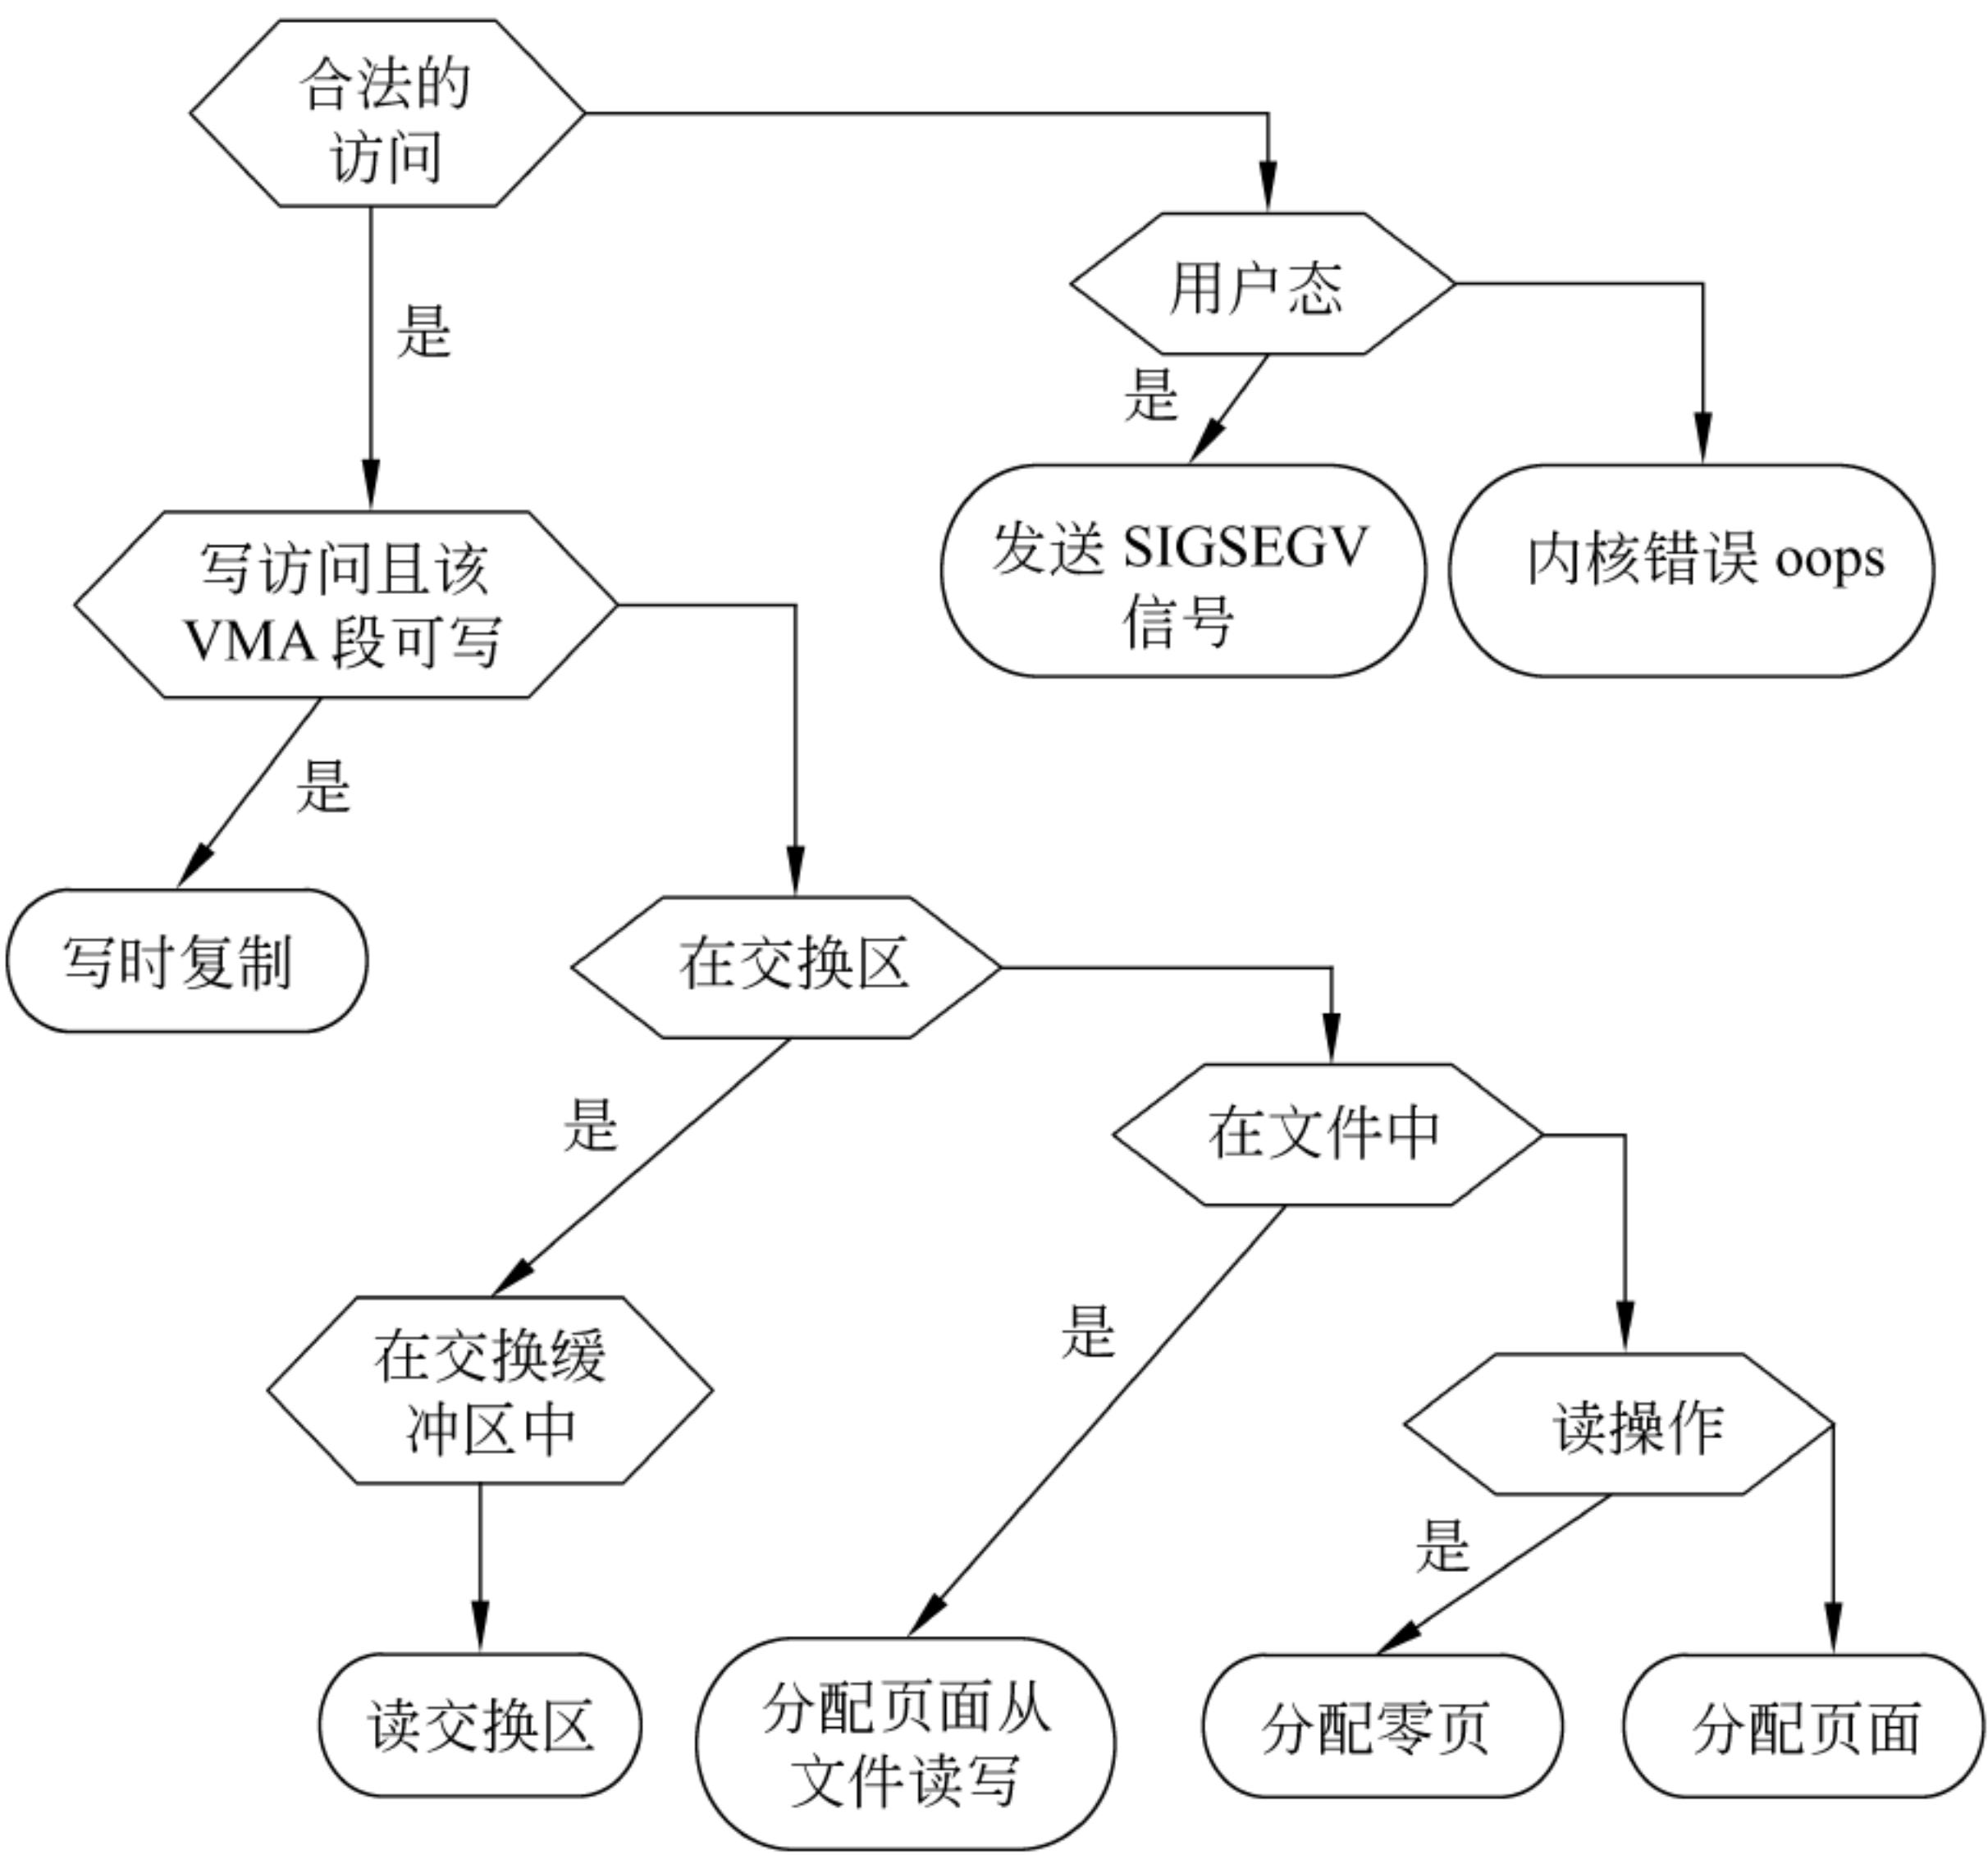 合法的
访问
是
用户态
是
发送 SIGSEGV
信号
内核错误 oops
写访问且该
VMA 段可写
是
写时复制
在交换区
是
在文件中
是
在交换缓
冲区中
读操作
是
读交换区
分配页面从
文件读写
分配零页
分配页面